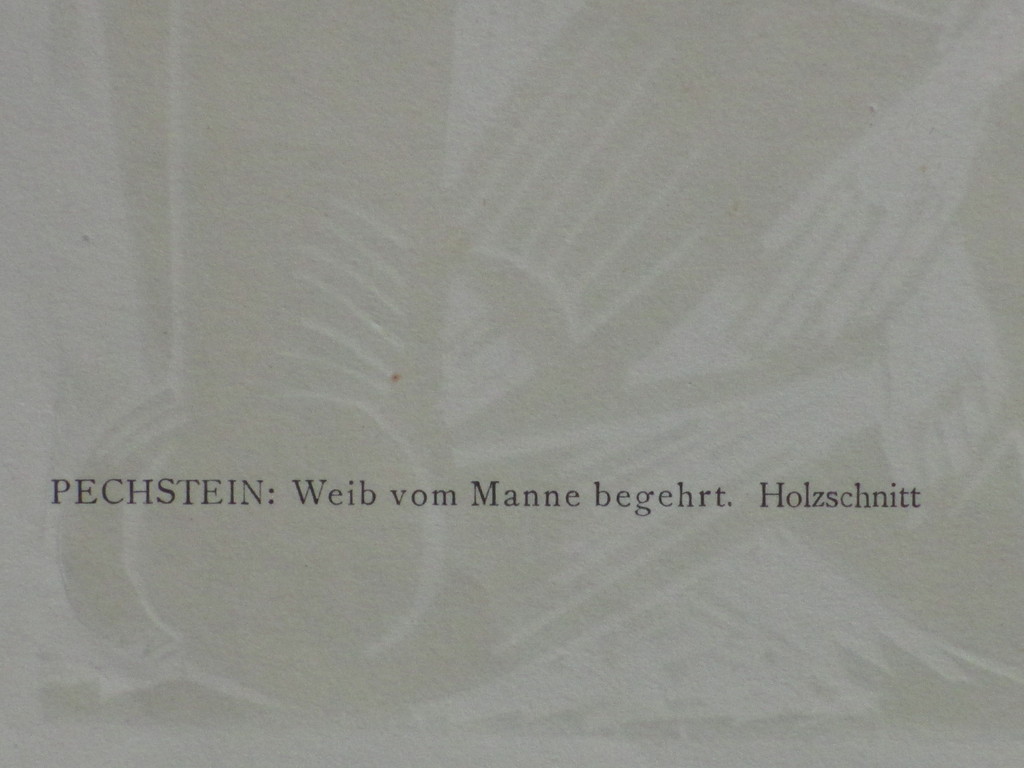 PECHSTEIN: Weib vom Manne begehrt. Holzschnitt